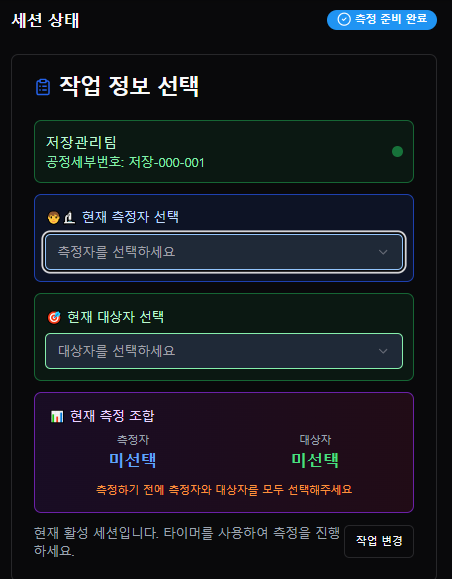 세션 상태
측정 준비 완료
작업 정보 선택
저장관리팀
공정세부번호: 저장-000-001
현재 측정자 선택
측정자를 선택하세요
현재 대상자 선택
대상자를 선택하세요
현재 측정 조합
측정자
미선택
대상자
미선택
측정하기 전에 측정자와 대상자를 모두 선택해주세요
현재 활성 세션입니다. 타이머를 사용하여 측정을 진행
하세요.
작업 변경